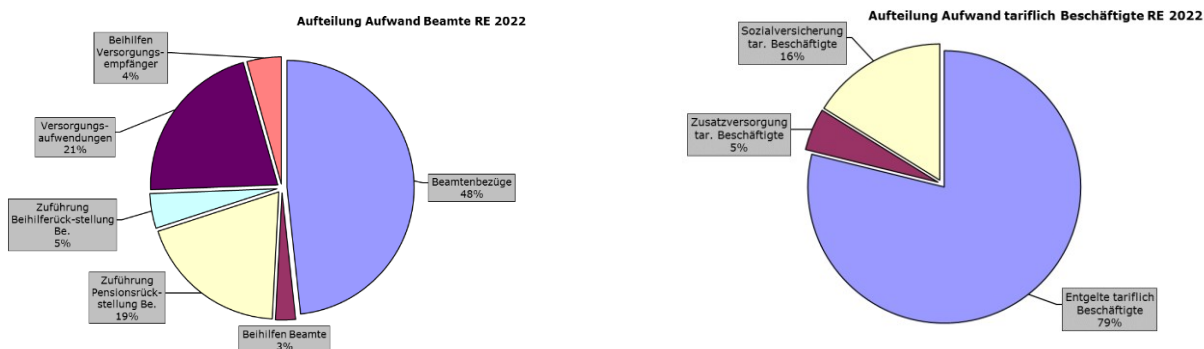 Aufteilung Aufwand Beamte RE 2022
Beihilfen
Versorgungs-
empfänger
4%
Versorgungs-
aufwendungen
21%
Beamtenbezüge
48%
Zuführung
Beihilferück-stellung
Be.
5%
Zuführung
Pensionsrück-
stellung Be.
19%
Beihilfen Beamte
3%
Aufteilung Aufwand tariflich Beschäftigte RE 2022
Sozialversicherung
tar. Beschäftigte
16%
Zusatzversorgung
tar. Beschäftigte
5%
Entgelte tariflich
Beschäftigte
79%